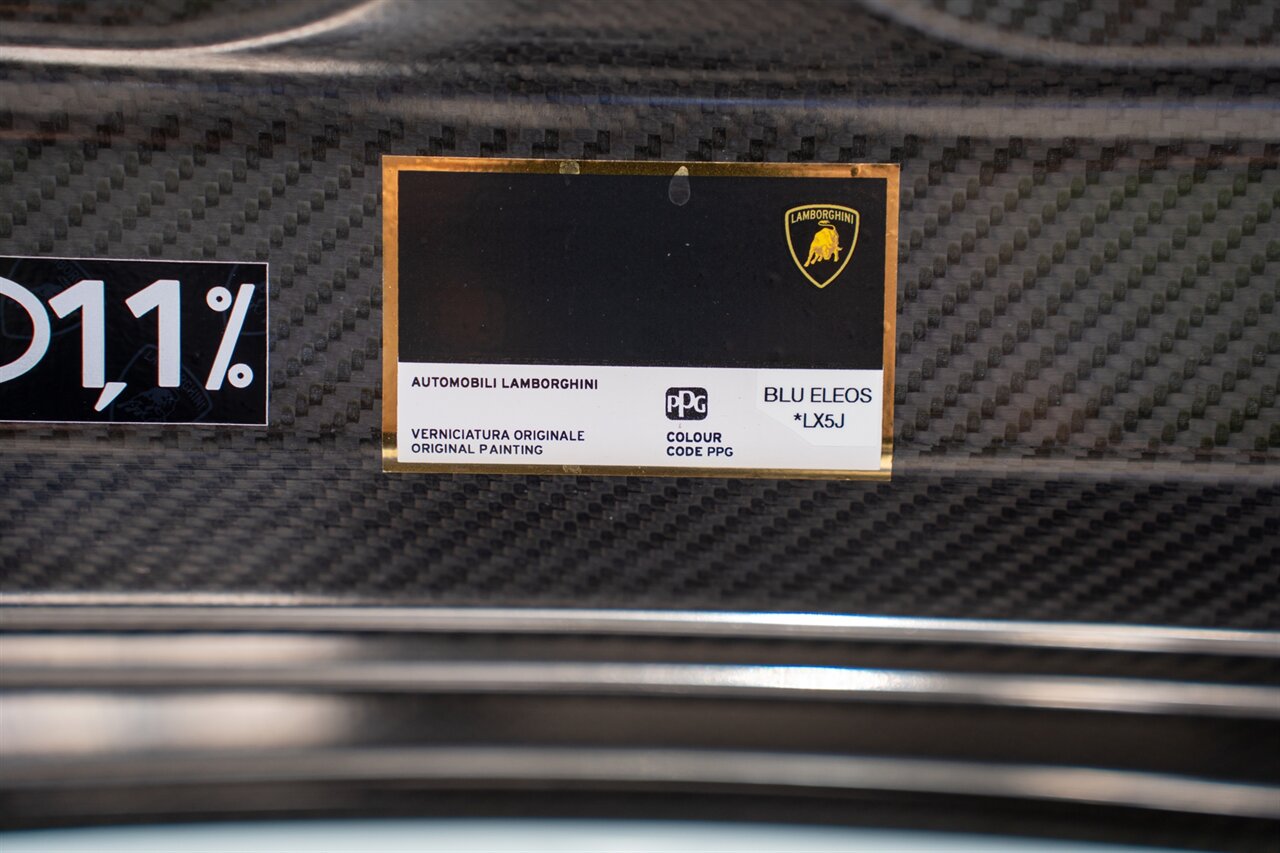 LAMBORGHINI
1,1%
AUTOMOBILI LAMBORGHINI
PPG
BLU ELEOS
*LX5J
VERNICIATURA ORIGINALE
ORIGINAL PAINTING
COLOUR
CODE PPG